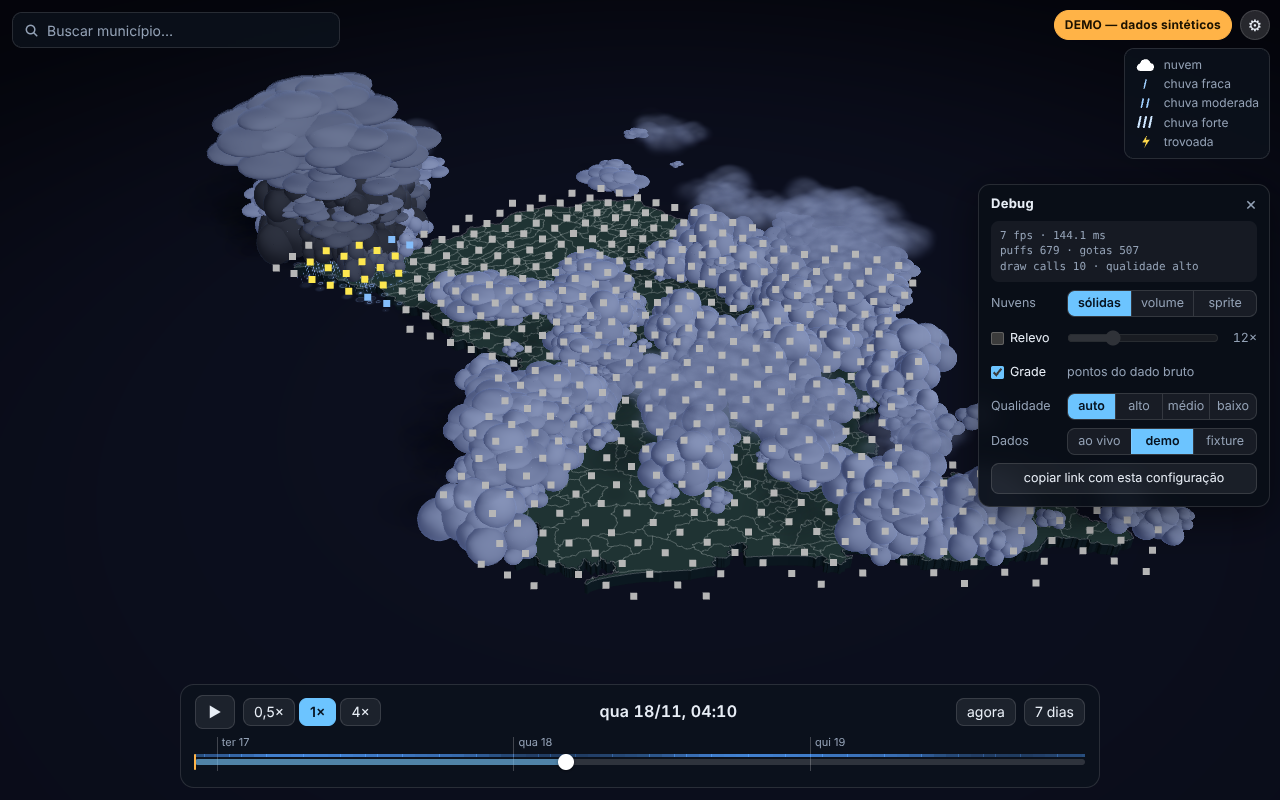 Buscar município...
DEMO — dados sintéticos
nuvem
chuva fraca
chuva moderada
chuva forte
trovoada
Debug
7 fps · 144.1 ms
puffs 679 · gotas 507
draw calls 10 · qualidade alto
Nuvens sólidas volume sprite
Relevo 12×
Grade pontos do dado bruto
Qualidade auto alto médio baixo
Dados ao vivo demo fixture
copiar link com esta configuração
0,5× 1× 4× qua 18/11, 04:10 agora 7 dias
ter 17 qua 18 qui 19